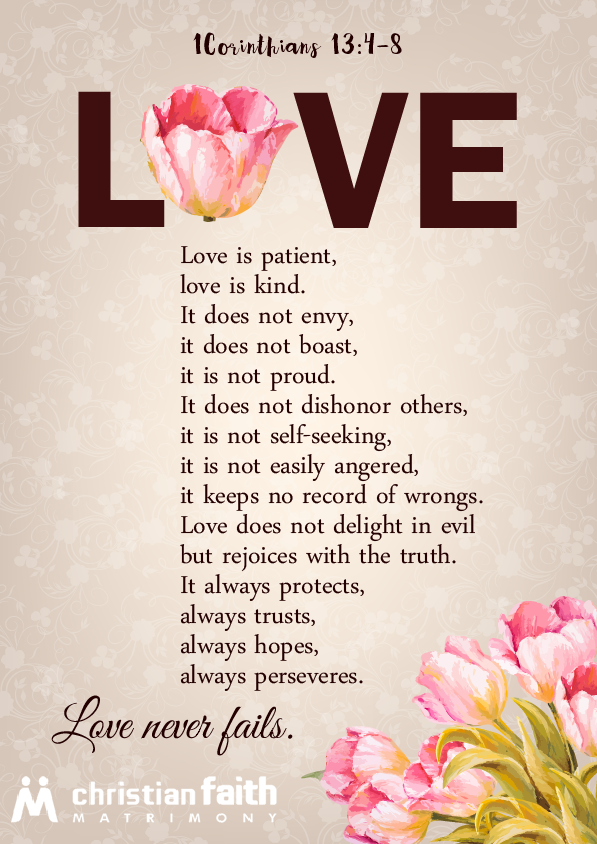 1Corinthians 13:4-8
LOVE
Love is patient,
love is kind.
It does not envy,
it does not boast,
it is not proud.
It does not dishonor others,
it is not self-seeking,
it is not easily angered,
it keeps no record of wrongs.
Love does not delight in evil
but rejoices with the truth.
It always protects,
always trusts,
always hopes,
always perseveres.
Love never fails.
christian faith
MATRIMONY